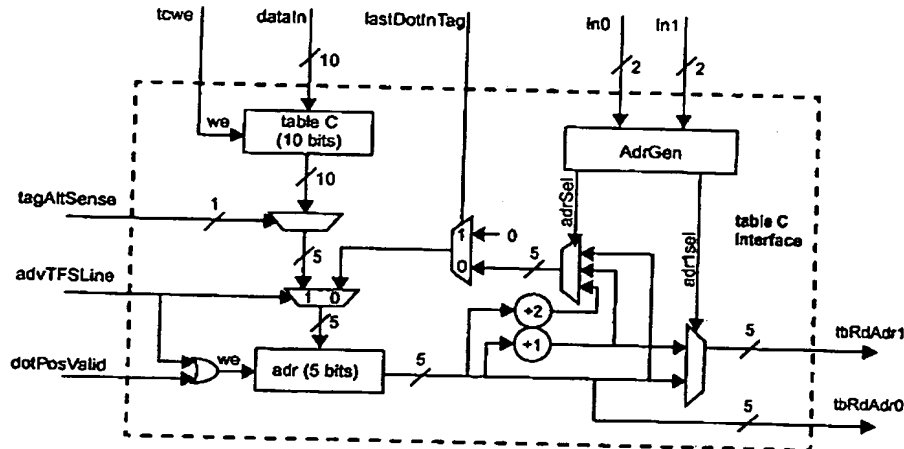 tcwe
dataIn
lastDotInTag
In0
In1
10
2
2
we
table C
(10 bits)
AdrGen
10
tagAltSense
1
adrSel
adr1sel
table C
Interface
1
0
0
5
5
advTFSLine
1 0
5
+2
+1
5
tbRdAdr1
dotPosValid
we
adr (5 bits)
5
5
tbRdAdr0